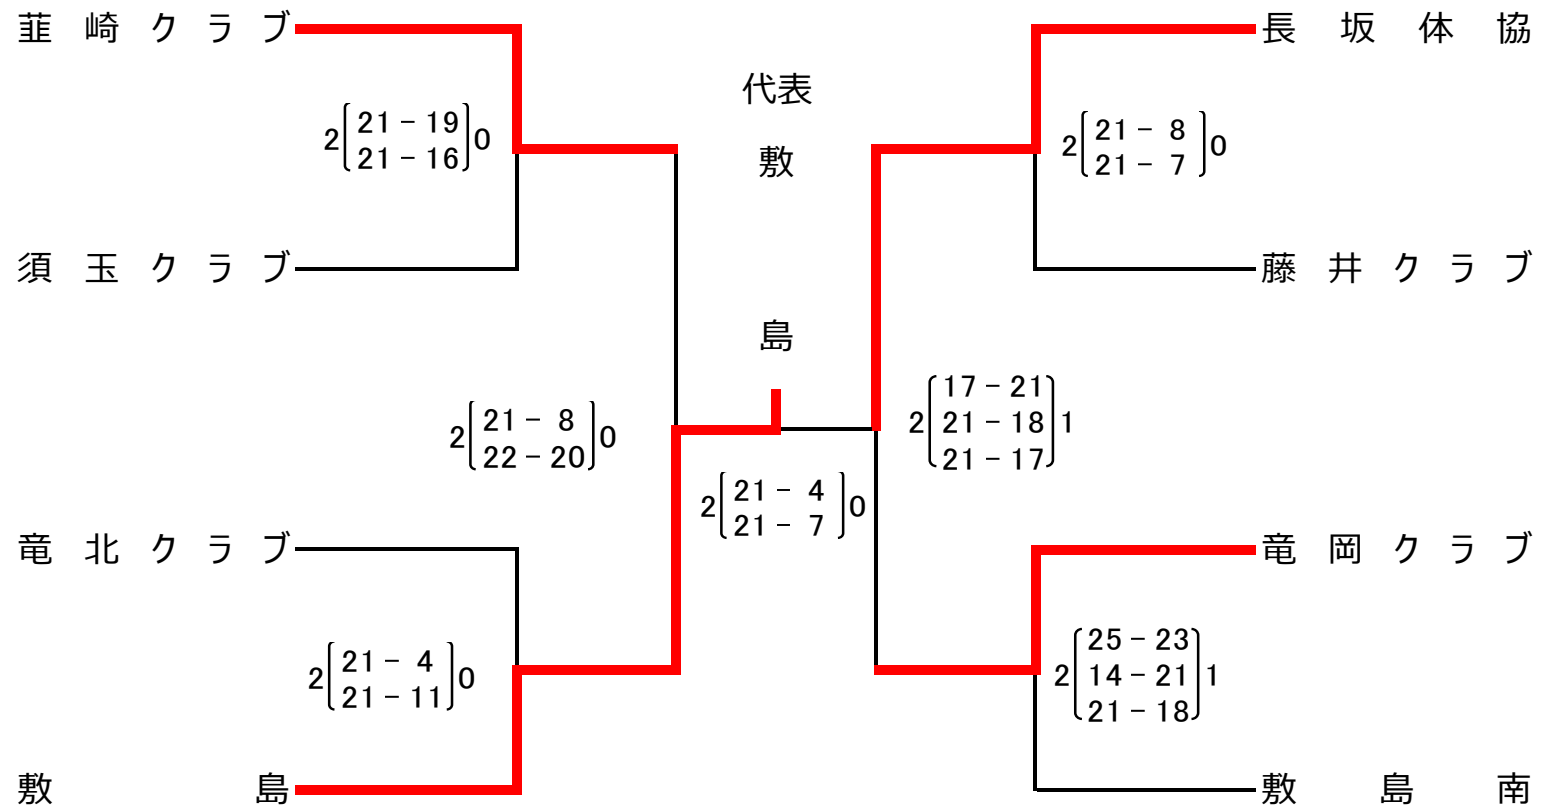 韮崎クラブ
長坂体協
代表
敷島
2 21 - 19 0
21 - 16
2 21 - 8 0
21 - 7
須玉クラブ
藤井クラブ
2 21 - 8 0
22 - 20
17 - 21
2 21 - 18 1
21 - 17
2 21 - 4 0
21 - 7
竜北クラブ
竜岡クラブ
2 21 - 4 0
21 - 11
25 - 23
2 14 - 21 1
21 - 18
敷島
敷島南